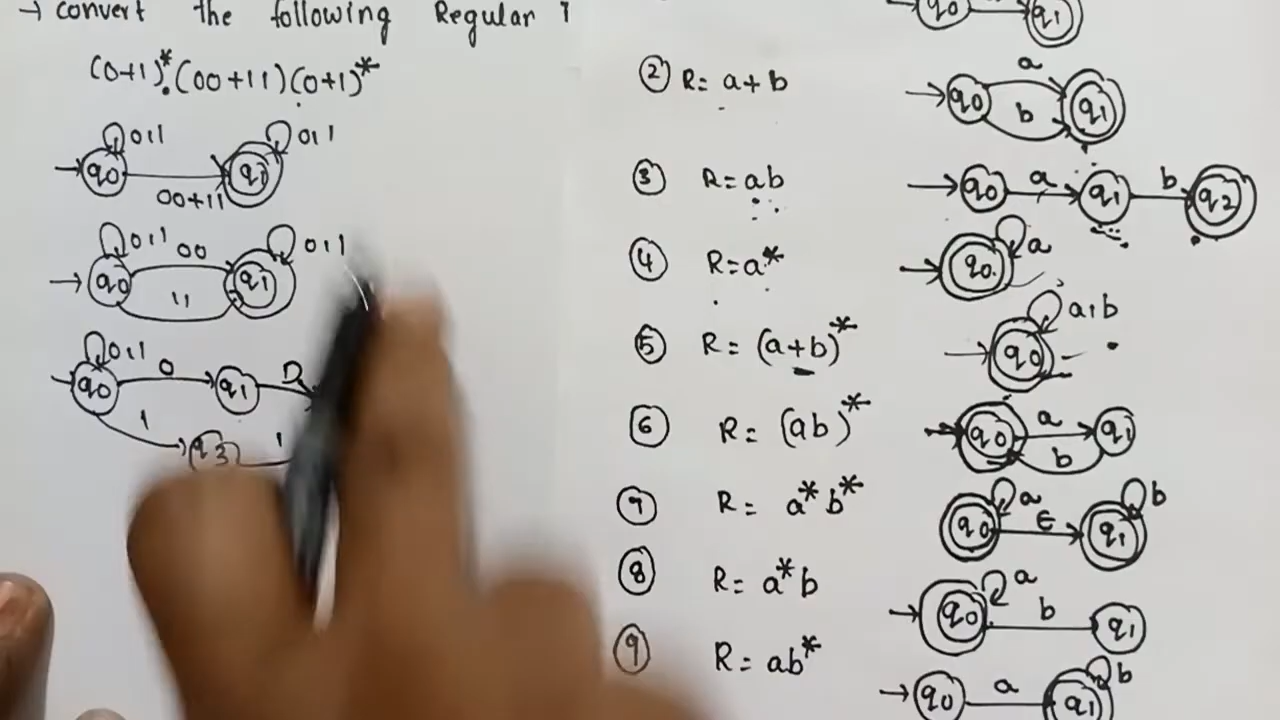 → convert the following Regular
(0+1)*.(00+11)(0+1)*
q0 0,1 00+11 q1 0,1
q0 0,1 00 11 q1 0,1
q0 0,1 0 q1 0
1 q3 1
q0 q1
② R= a+b
q0 a b q1
③ R= ab
q0 a q1 b q2
④ R=a*
q0 a
⑤ R= (a+b)*
q0 a,b
⑥ R= (ab)*
q0 a q1 b
⑦ R= a*b*
q0 a ε q1 b
⑧ R= a*b
q0 a b q1
⑨ R= ab*
q0 a q1 b